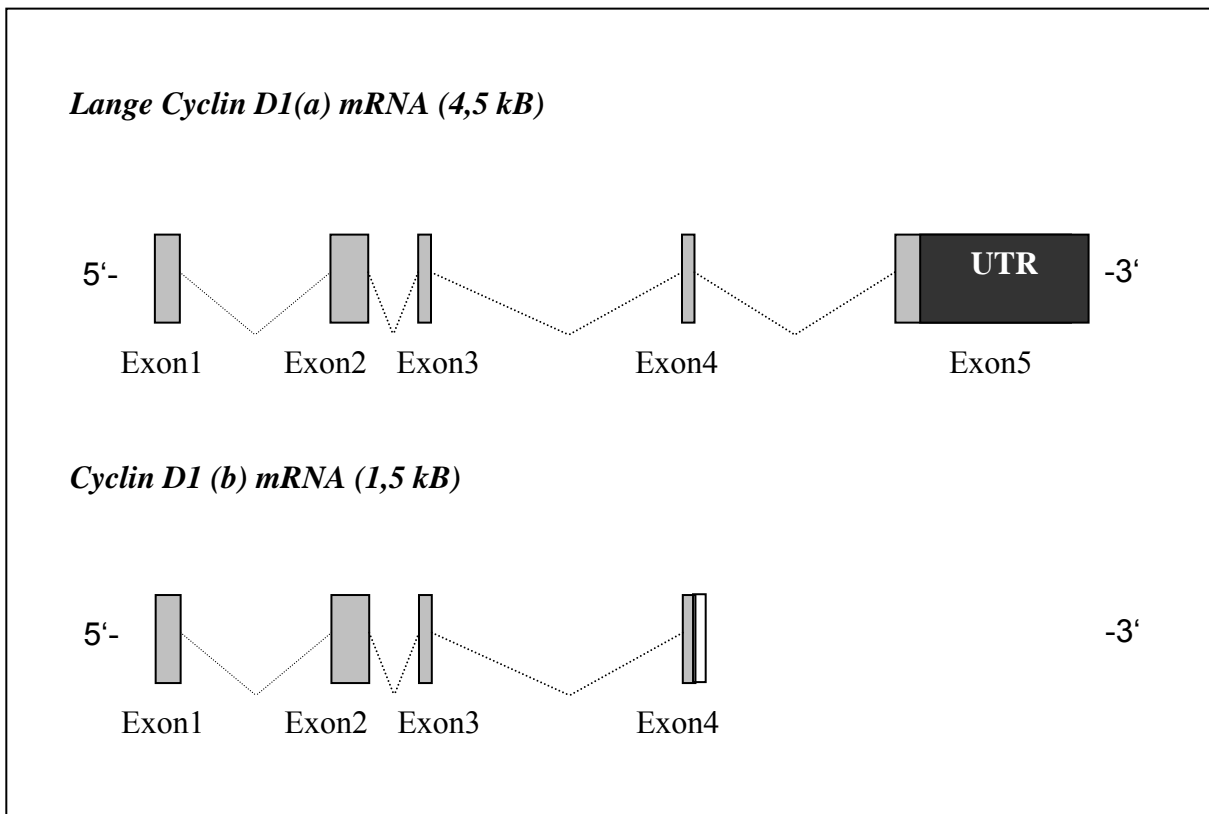 Lange Cyclin D1(a) mRNA (4,5 kB)
5‘- UTR -3‘
Exon1 Exon2 Exon3 Exon4 Exon5
Cyclin D1 (b) mRNA (1,5 kB)
5‘- -3‘
Exon1 Exon2 Exon3 Exon4